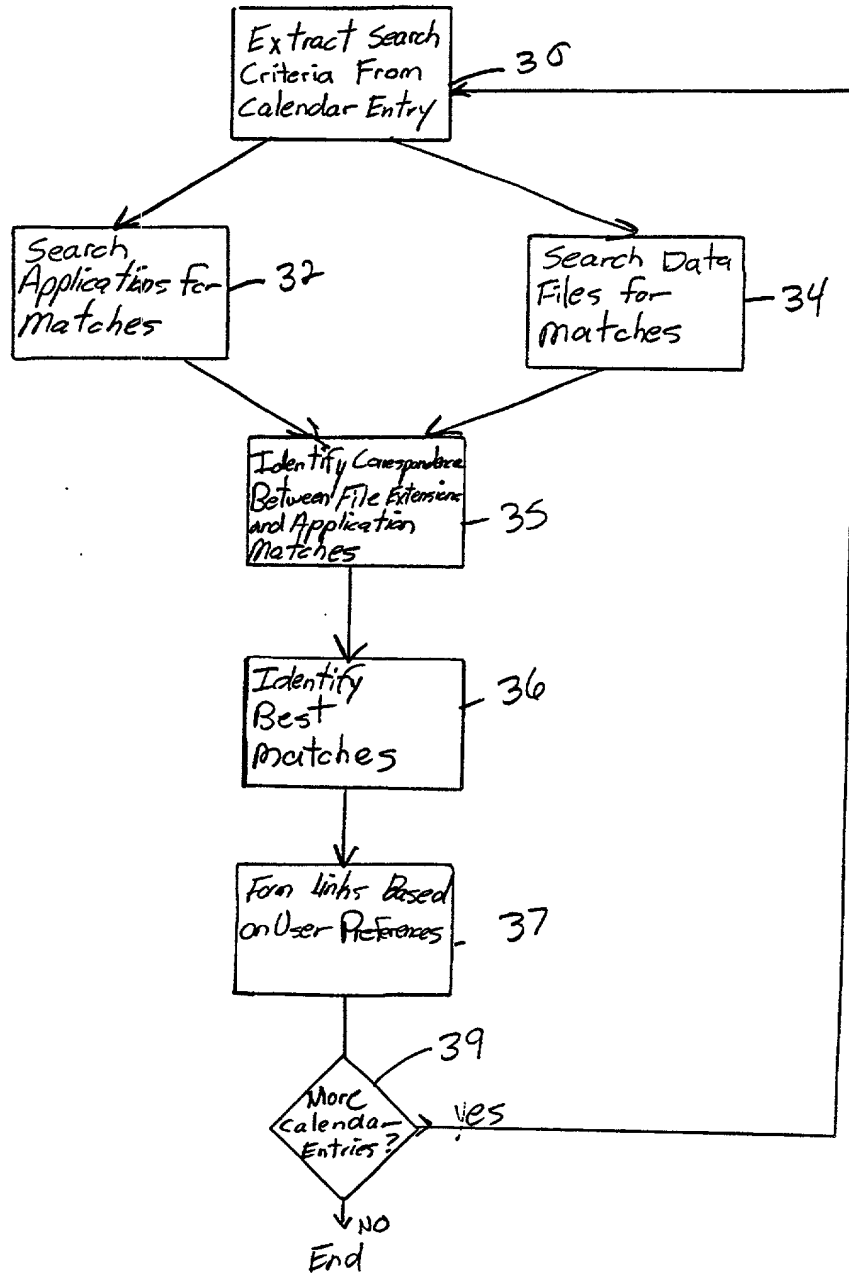 Extract Search
Criteria From
Calendar Entry
30
Search
Applications for
Matches
32
Search Data
Files for
Matches
34
Identify Correspondence
Between File Extensions
and Application
Matches
35
Identify
Best
Matches
36
Form Links Based
on User Preferences
37
39
More
Calendar
Entries?
yes
NO
End